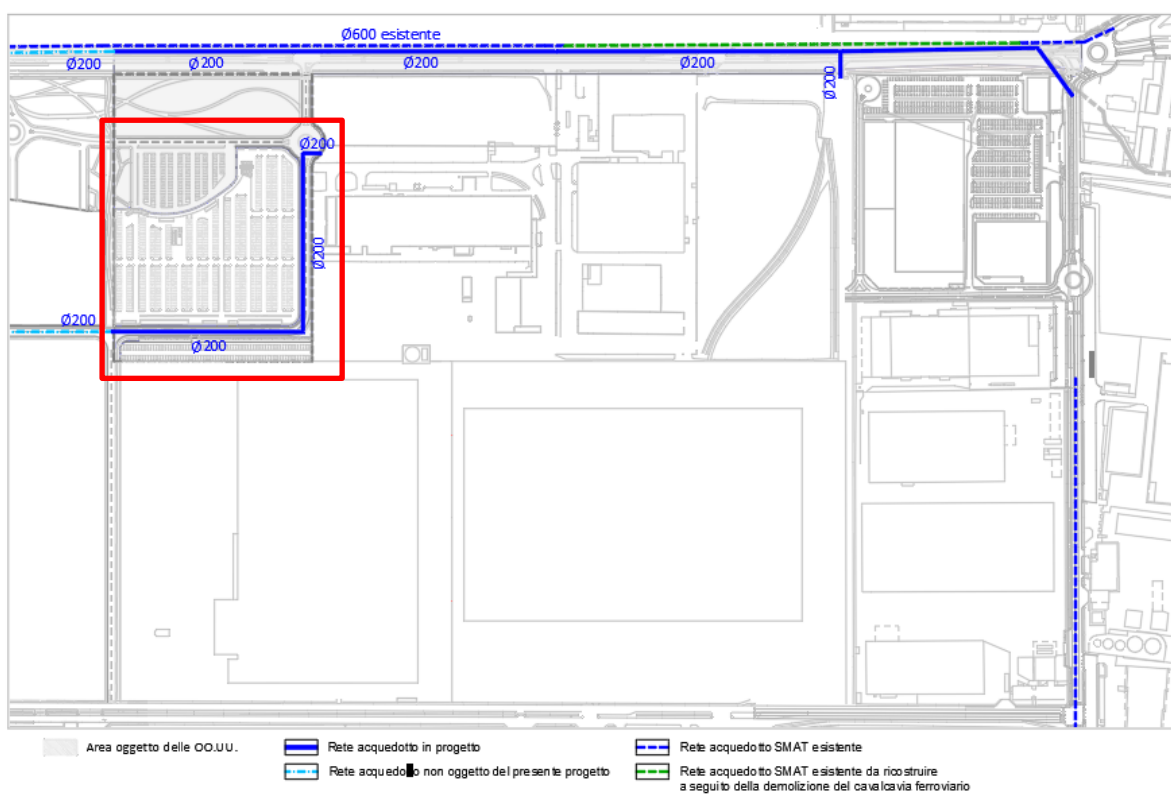 Ø600 esistente
Ø200
Ø200
Ø200
Ø200
Ø200
Ø200
Ø200
Ø200
Ø200
Area oggetto delle OO.UU.
Rete acquedotto in progetto
Rete acquedotto SMAT esistente
Rete acquedotto non oggetto del presente progetto
Rete acquedotto SMAT esistente da ricostruire
a seguito della demolizione del cavalcavia ferroviario